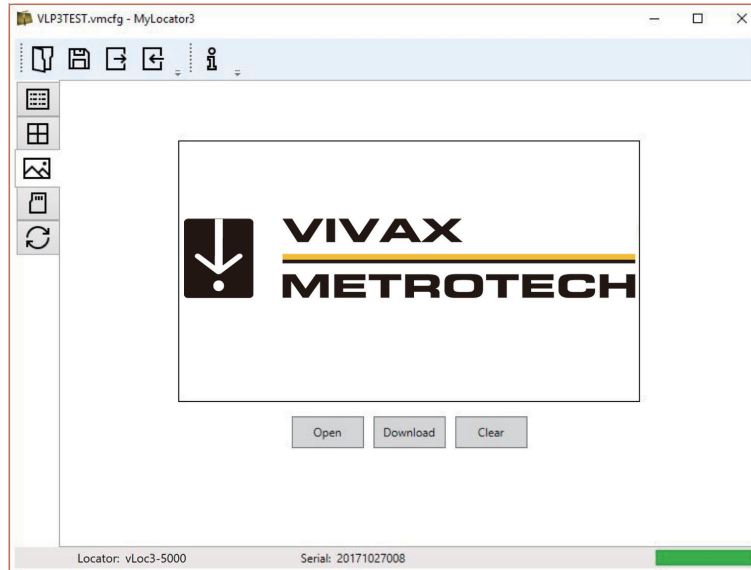 VLP3TEST.vmcfg - MyLocator3
VIVAX
METROTECH
Open Download Clear
Locator: vLoc3-5000 Serial: 20171027008